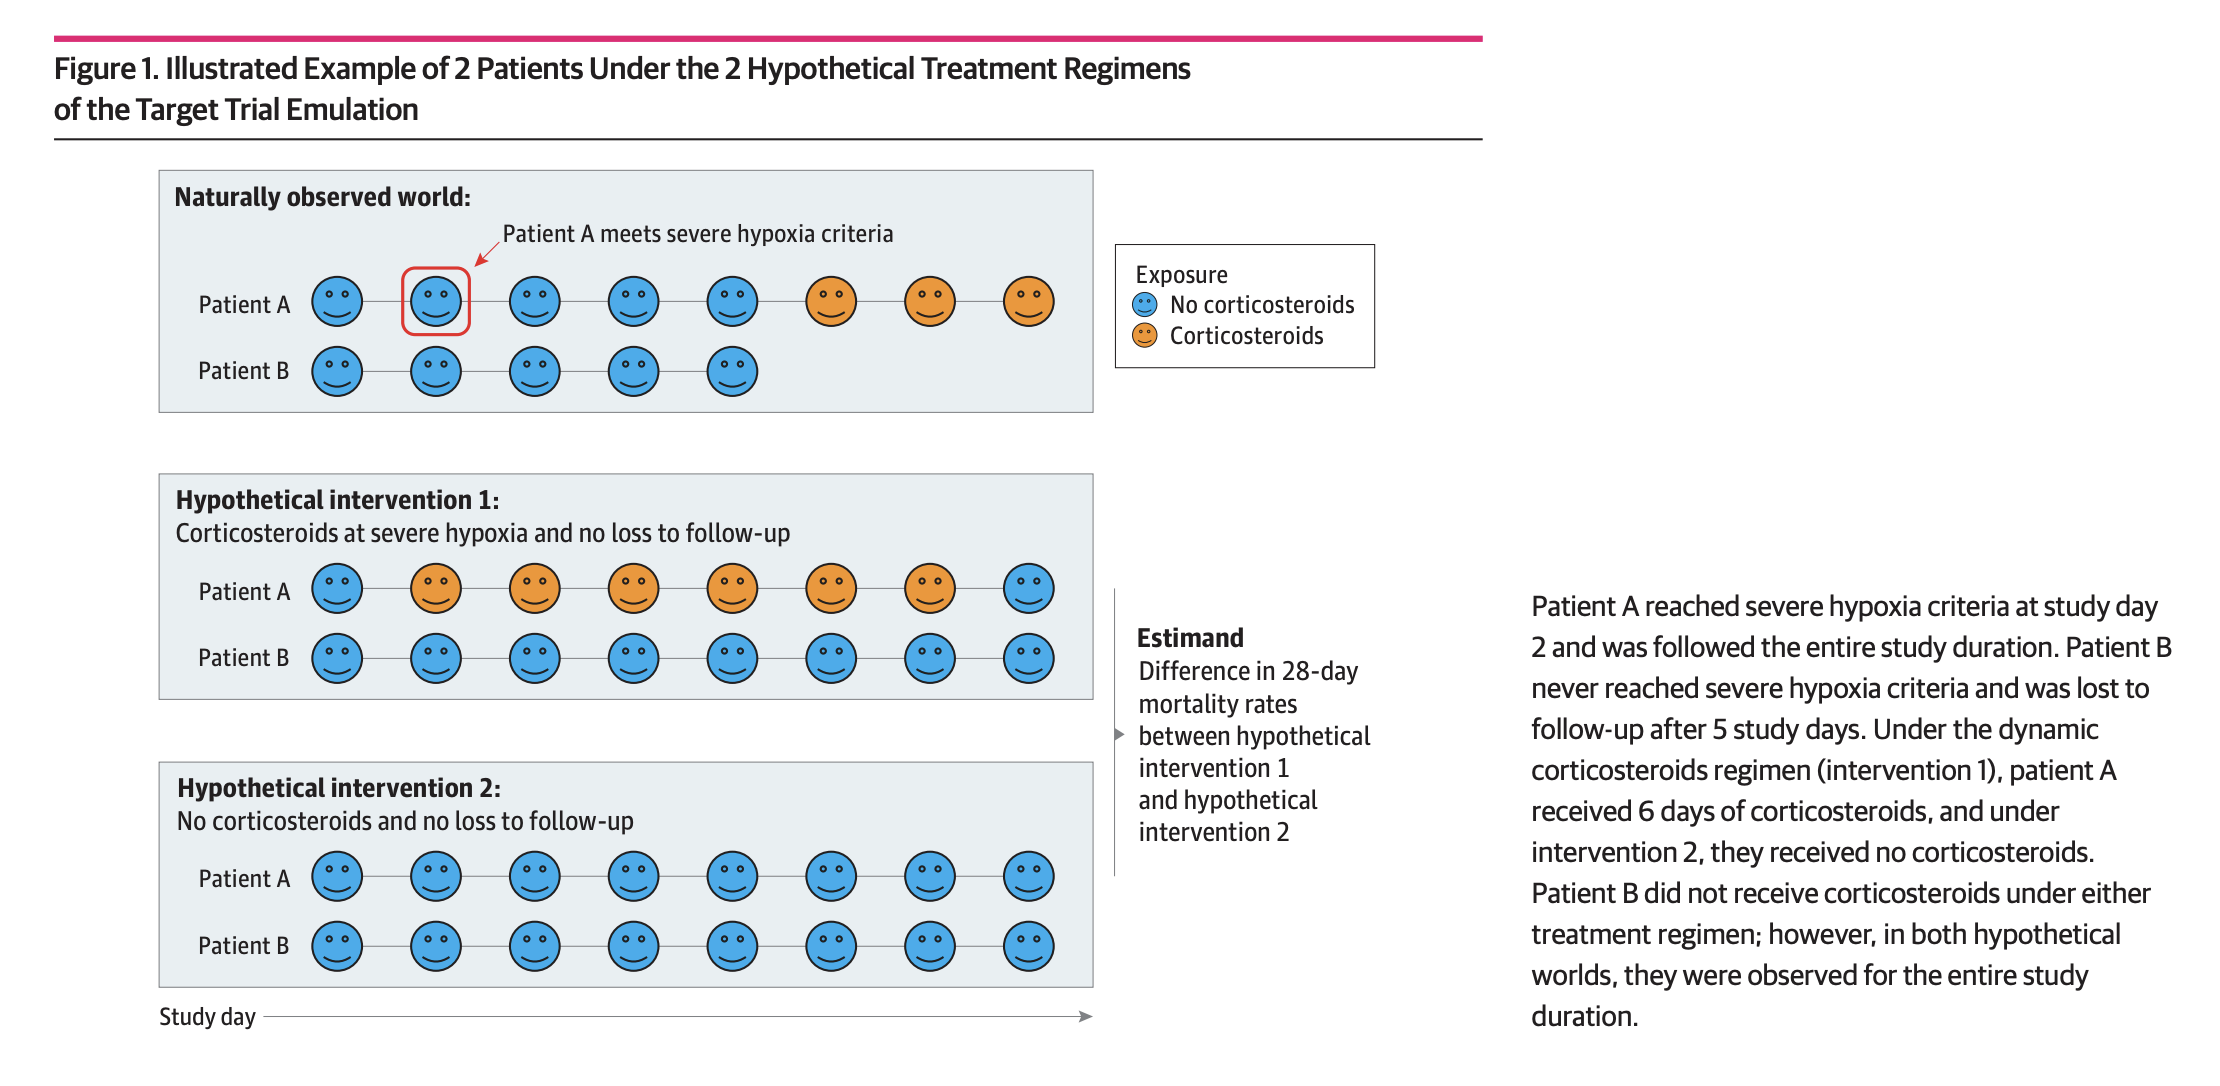 Figure 1. Illustrated Example of 2 Patients Under the 2 Hypothetical Treatment Regimens
of the Target Trial Emulation
Naturally observed world:
Patient A meets severe hypoxia criteria
Patient A
Patient B
Exposure
No corticosteroids
Corticosteroids
Hypothetical intervention 1:
Corticosteroids at severe hypoxia and no loss to follow-up
Patient A
Patient B
Hypothetical intervention 2:
No corticosteroids and no loss to follow-up
Patient A
Patient B
Study day
Estimand
Difference in 28-day
mortality rates
between hypothetical
intervention 1
and hypothetical
intervention 2
Patient A reached severe hypoxia criteria at study day
2 and was followed the entire study duration. Patient B
never reached severe hypoxia criteria and was lost to
follow-up after 5 study days. Under the dynamic
corticosteroids regimen (intervention 1), patient A
received 6 days of corticosteroids, and under
intervention 2, they received no corticosteroids.
Patient B did not receive corticosteroids under either
treatment regimen; however, in both hypothetical
worlds, they were observed for the entire study
duration.